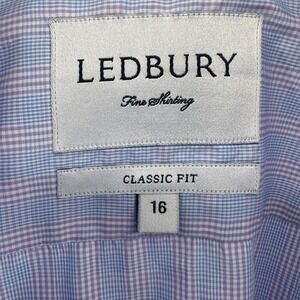 LEDBURY
Fine Shirting
CLASSIC FIT
16